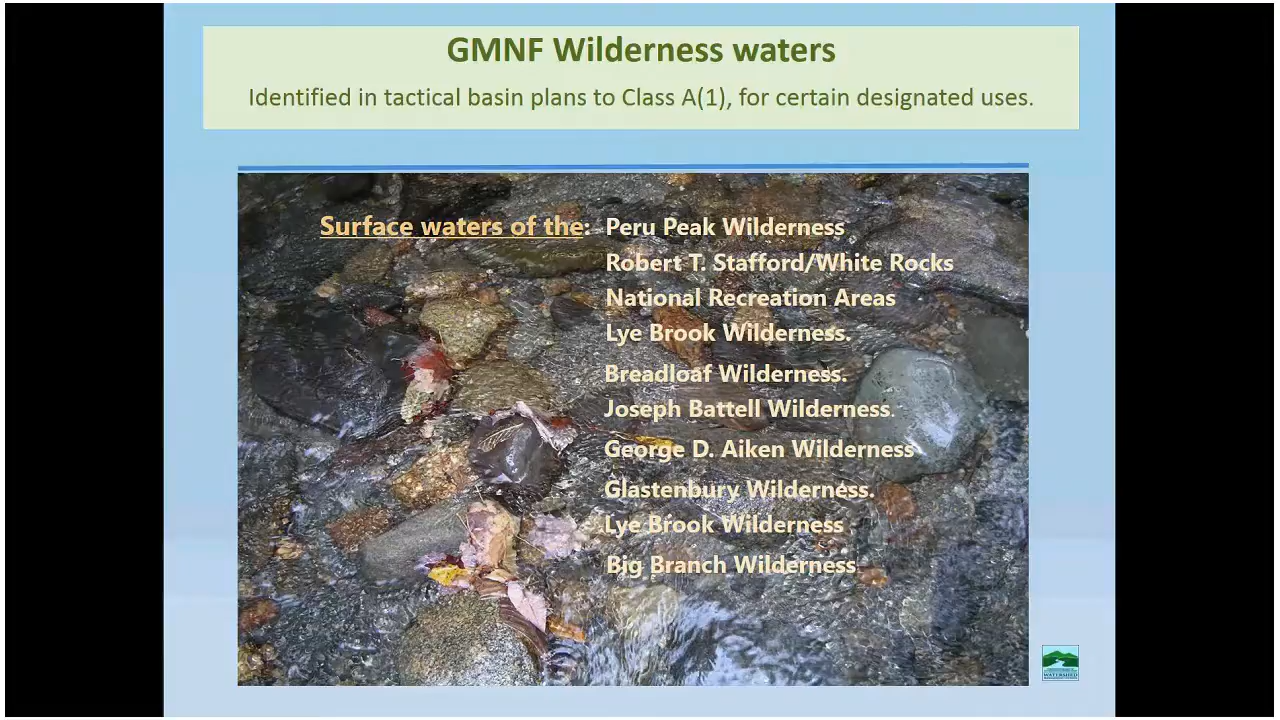 GMNF Wilderness waters
Identified in tactical basin plans to Class A(1), for certain designated uses.
Surface waters of the: Peru Peak Wilderness
Robert T. Stafford/White Rocks
National Recreation Areas
Lye Brook Wilderness.
Breadloaf Wilderness.
Joseph Battell Wilderness.
George D. Aiken Wilderness
Glastenbury Wilderness.
Lye Brook Wilderness
Big Branch Wilderness
WATERSHED